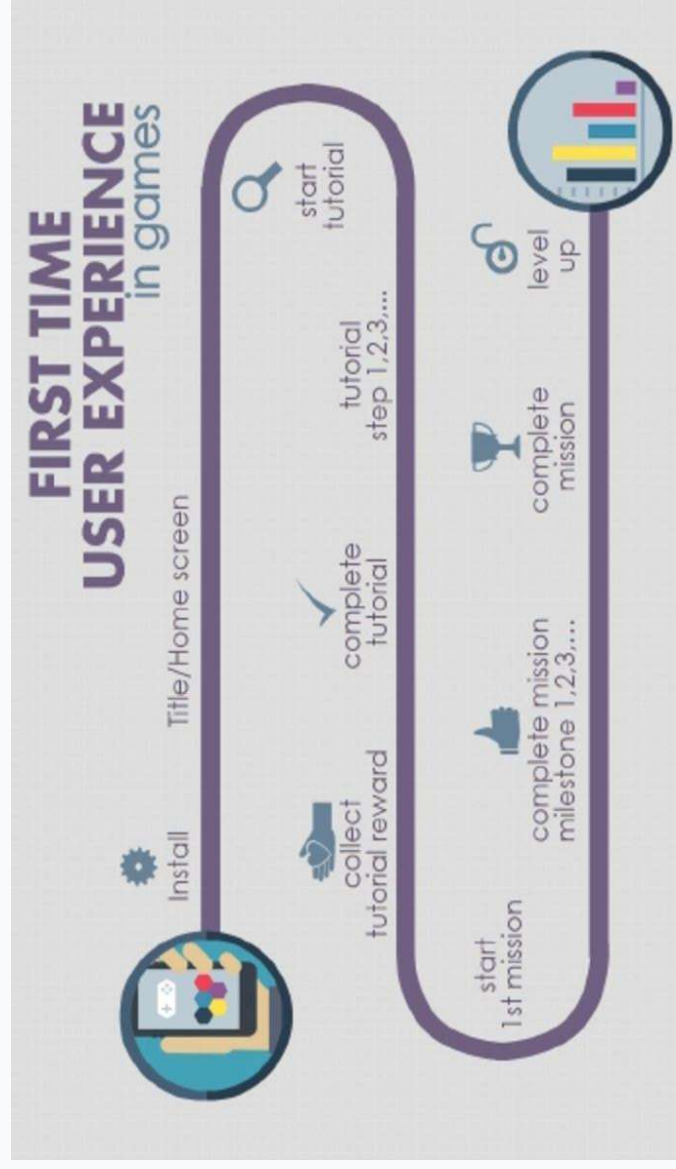 FIRST TIME
USER EXPERIENCE
in games
Install
Title/Home screen
start
tutorial
tutorial
step 1,2,3,...
complete
tutorial
collect
tutorial reward
start
1st mission
complete mission
milestone 1,2,3,...
complete
mission
level
up